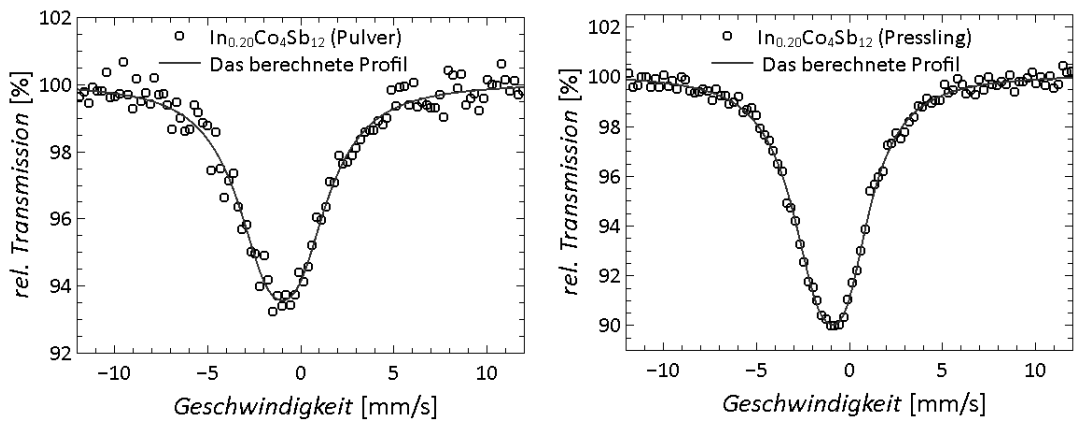 102
100
98
96
94
92
rel. Transmission [%]
In₀.₂₀Co₄Sb₁₂ (Pulver)
Das berechnete Profil
−10 −5 0 5 10
Geschwindigkeit [mm/s]
102
100
98
96
94
92
90
rel. Transmission [%]
In₀.₂₀Co₄Sb₁₂ (Pressling)
Das berechnete Profil
−10 −5 0 5 10
Geschwindigkeit [mm/s]